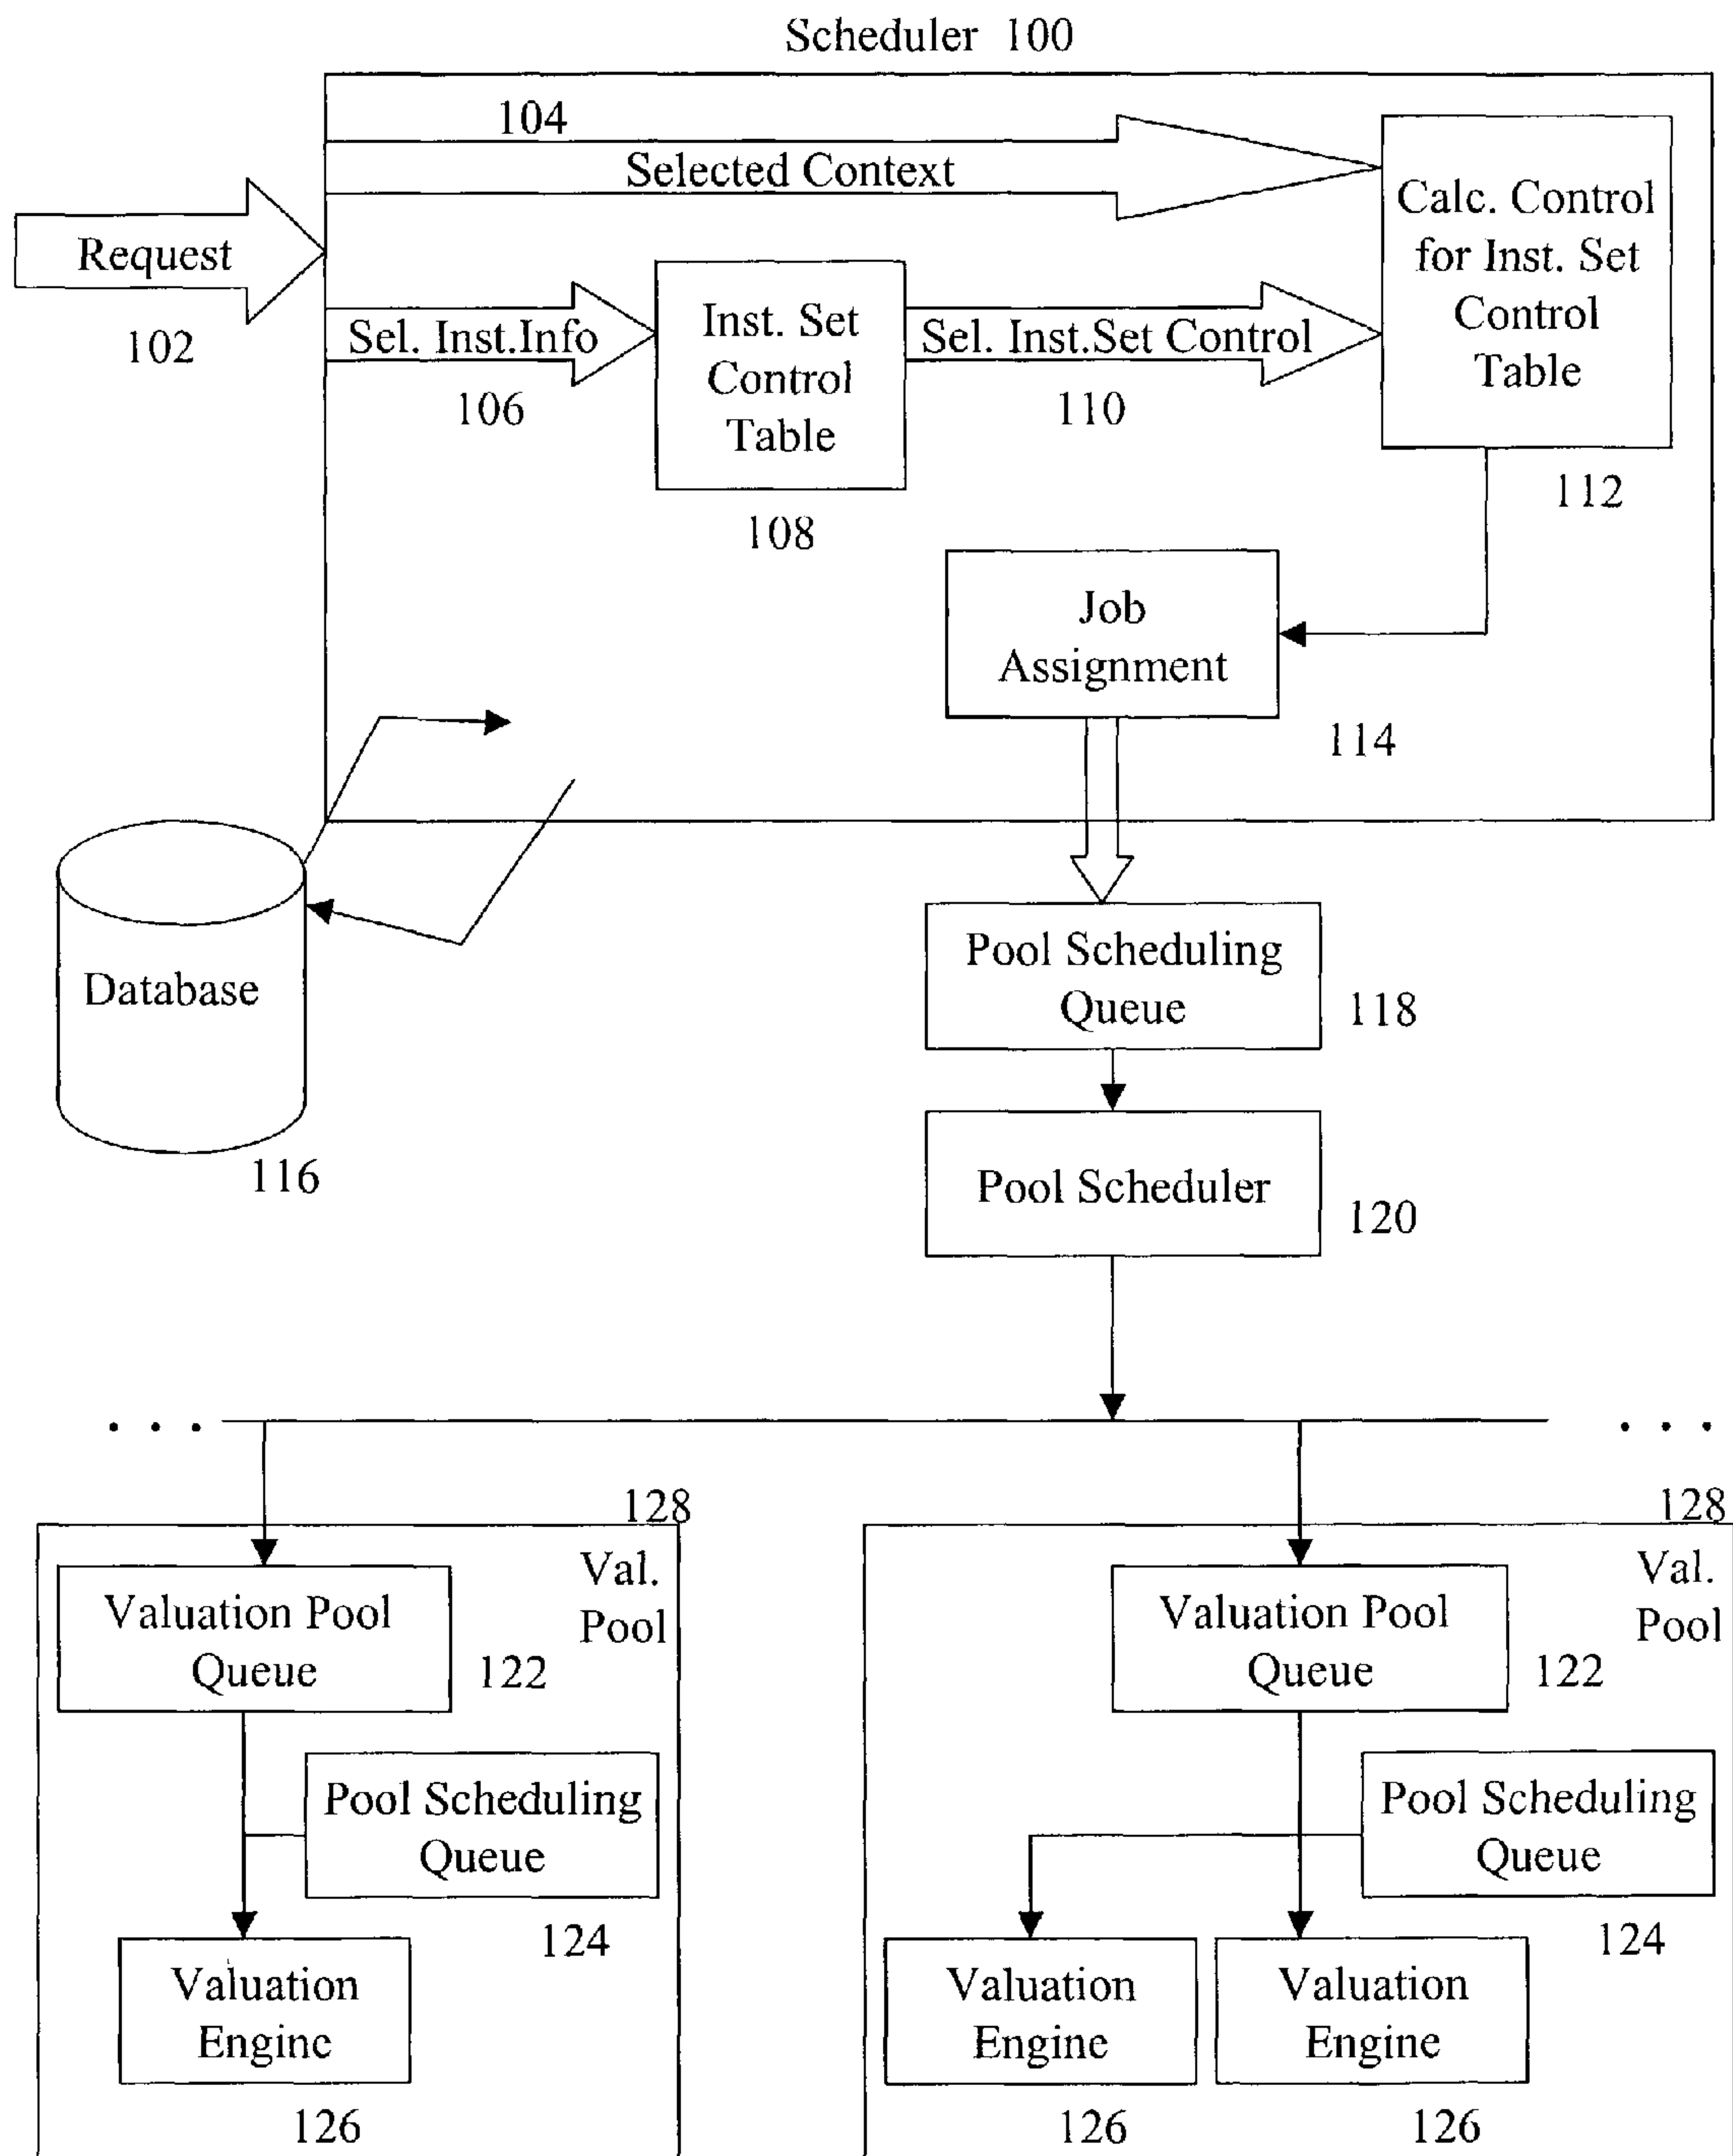 Scheduler 100
104
Selected Context
Request
102
Sel. Inst.Info
106
Inst. Set
Control
Table
108
Sel. Inst.Set Control
110
Calc. Control
for Inst. Set
Control
Table
112
Job
Assignment
114
Database
116
Pool Scheduling
Queue
118
Pool Scheduler
120
. . .
. . .
128
Val.
Pool
Valuation Pool
Queue
122
Pool Scheduling
Queue
124
Valuation
Engine
126
128
Val.
Pool
Valuation Pool
Queue
122
Pool Scheduling
Queue
124
Valuation
Engine
126
Valuation
Engine
126